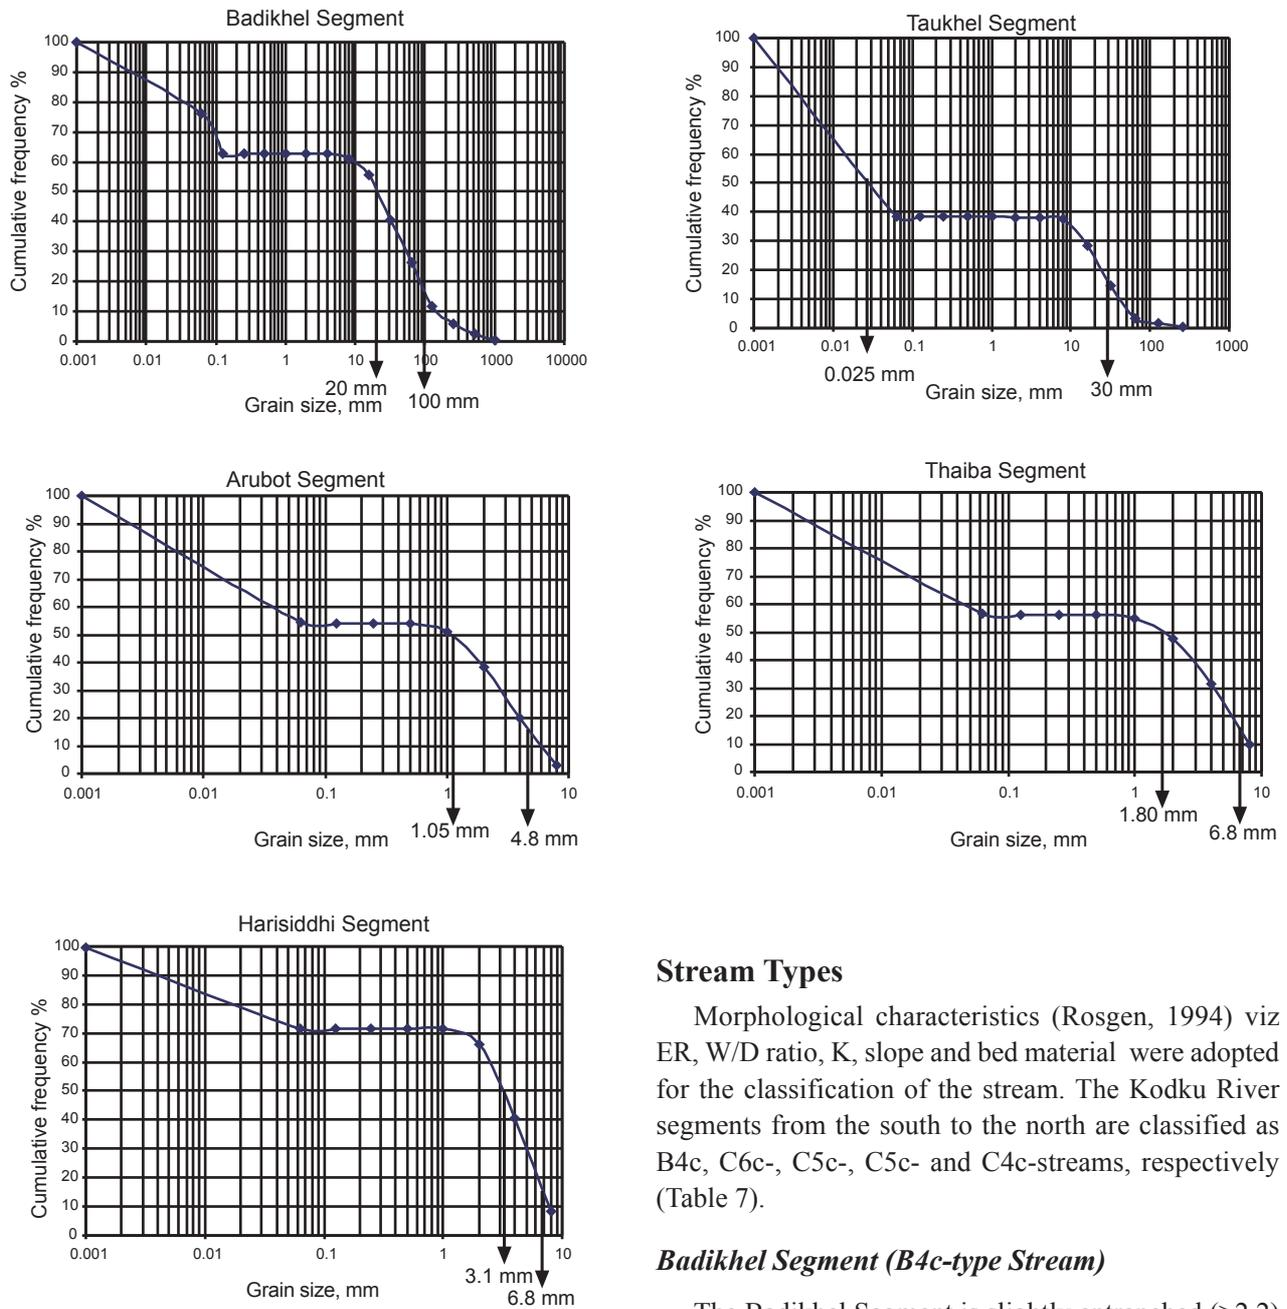 Badikhel Segment
Cumulative frequency %
100
90
80
70
60
50
40
30
20
10
0
0.001 0.01 0.1 1 10 100 1000 10000
20 mm
100 mm
Grain size, mm
Taukhel Segment
Cumulative frequency %
100
90
80
70
60
50
40
30
20
10
0
0.001 0.01 0.1 1 10 100 1000
0.025 mm
30 mm
Grain size, mm
Arubot Segment
Cumulative frequency %
100
90
80
70
60
50
40
30
20
10
0
0.001 0.01 0.1 1 10
1.05 mm
4.8 mm
Grain size, mm
Thaiba Segment
Cumulative frequency %
100
90
80
70
60
50
40
30
20
10
0
0.001 0.01 0.1 1 10
1.80 mm
6.8 mm
Grain size, mm
Harisiddhi Segment
Cumulative frequency %
100
90
80
70
60
50
40
30
20
10
0
0.001 0.01 0.1 1 10
3.1 mm
6.8 mm
Grain size, mm
Stream Types
Morphological characteristics (Rosgen, 1994) viz
ER, W/D ratio, K, slope and bed material were adopted
for the classification of the stream. The Kodku River
segments from the south to the north are classified as
B4c, C6c-, C5c-, C5c- and C4c-streams, respectively
(Table 7).
Badikhel Segment (B4c-type Stream)
The Badikhel Segment is slightly entrenched (>2.2)